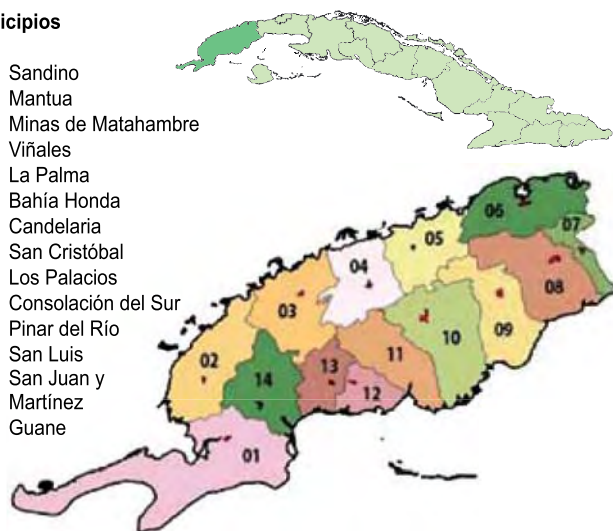 icipios
Sandino
Mantua
Minas de Matahambre
Viñales
La Palma
Bahía Honda
Candelaria
San Cristóbal
Los Palacios
Consolación del Sur
Pinar del Río
San Luis
San Juan y
Martínez
Guane
06
07
05
04
08
03
09
10
02
11
13
14
12
01